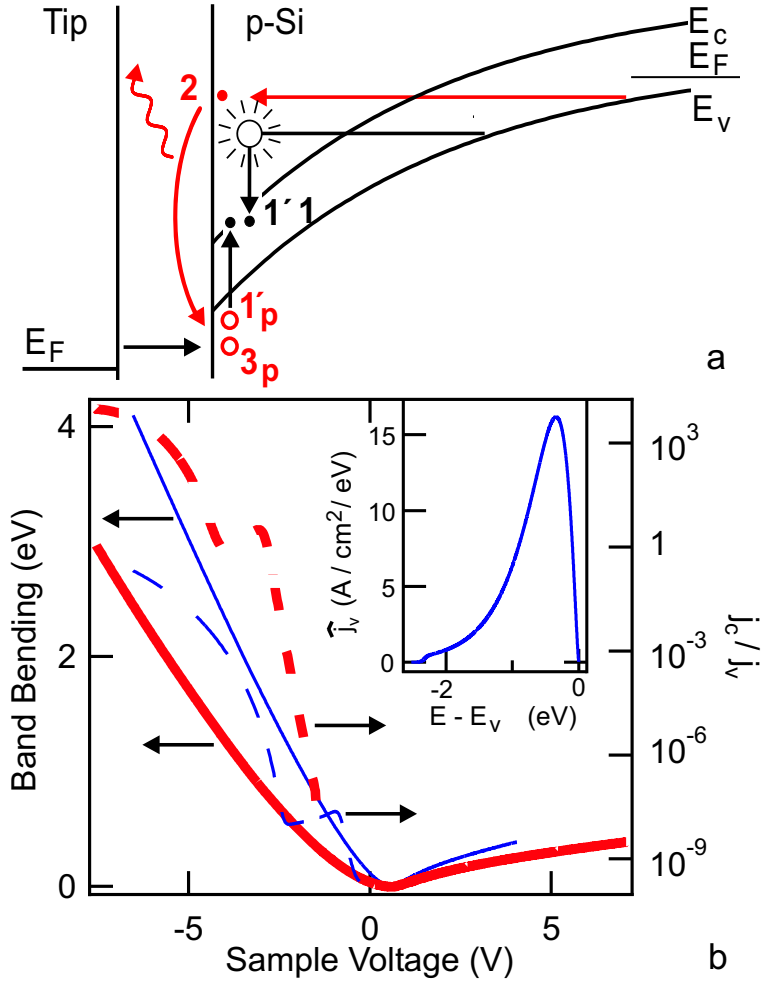 Tip p-Si
E_c
E_F
E_v
2
1´ 1
1´p
3p
E_F
a
4
2
0
Band Bending (eV)
-5 0 5
Sample Voltage (V)
10^3
1
10^-3
10^-6
10^-9
j_c / j_v
15
10
5
0
ĵ_v (A / cm^2 / eV)
-2 0
E - E_v (eV)
b